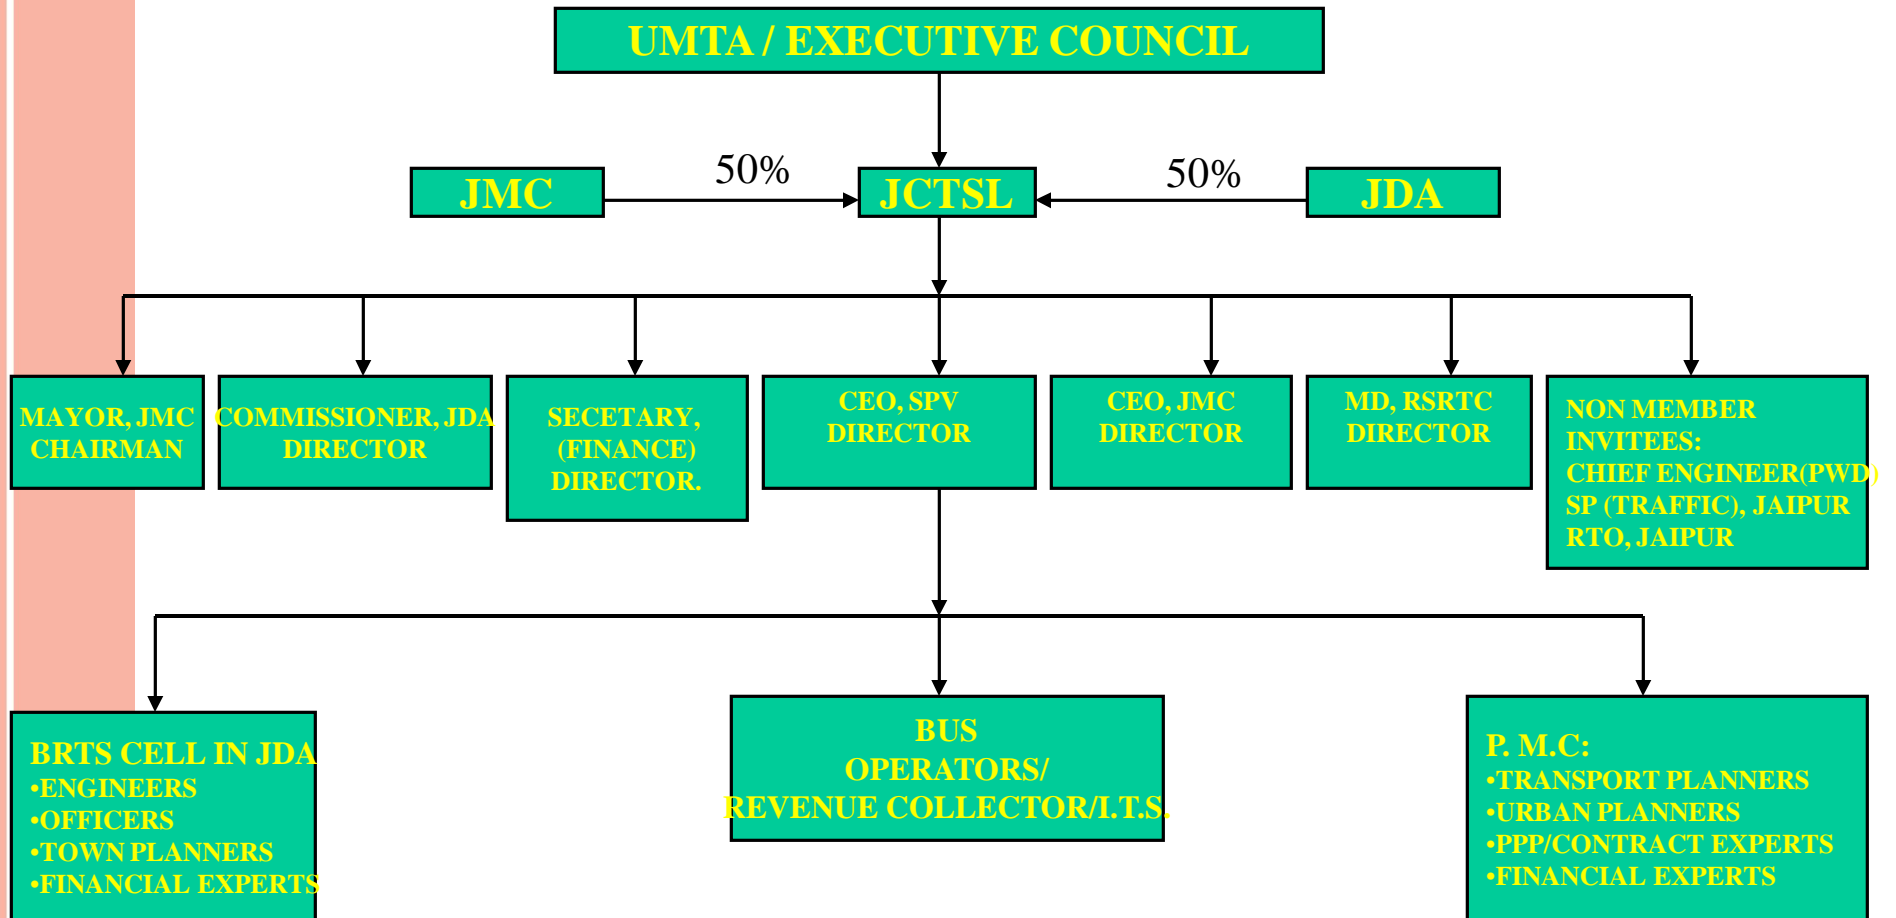 UMTA / EXECUTIVE COUNCIL
JMC
50%
JCTSL
50%
JDA
MAYOR, JMC
CHAIRMAN
COMMISSIONER, JDA
DIRECTOR
SECETARY,
(FINANCE)
DIRECTOR.
CEO, SPV
DIRECTOR
CEO, JMC
DIRECTOR
MD, RSRTC
DIRECTOR
NON MEMBER
INVITEES:
CHIEF ENGINEER(PWD)
SP (TRAFFIC), JAIPUR
RTO, JAIPUR
BRTS CELL IN JDA
•ENGINEERS
•OFFICERS
•TOWN PLANNERS
•FINANCIAL EXPERTS
BUS
OPERATORS/
REVENUE COLLECTOR/I.T.S.
P. M.C:
•TRANSPORT PLANNERS
•URBAN PLANNERS
•PPP/CONTRACT EXPERTS
•FINANCIAL EXPERTS